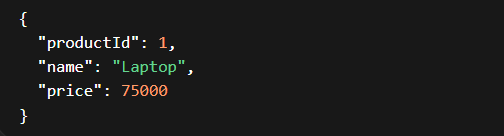 {
  "productId": 1,
  "name": "Laptop",
  "price": 75000
}